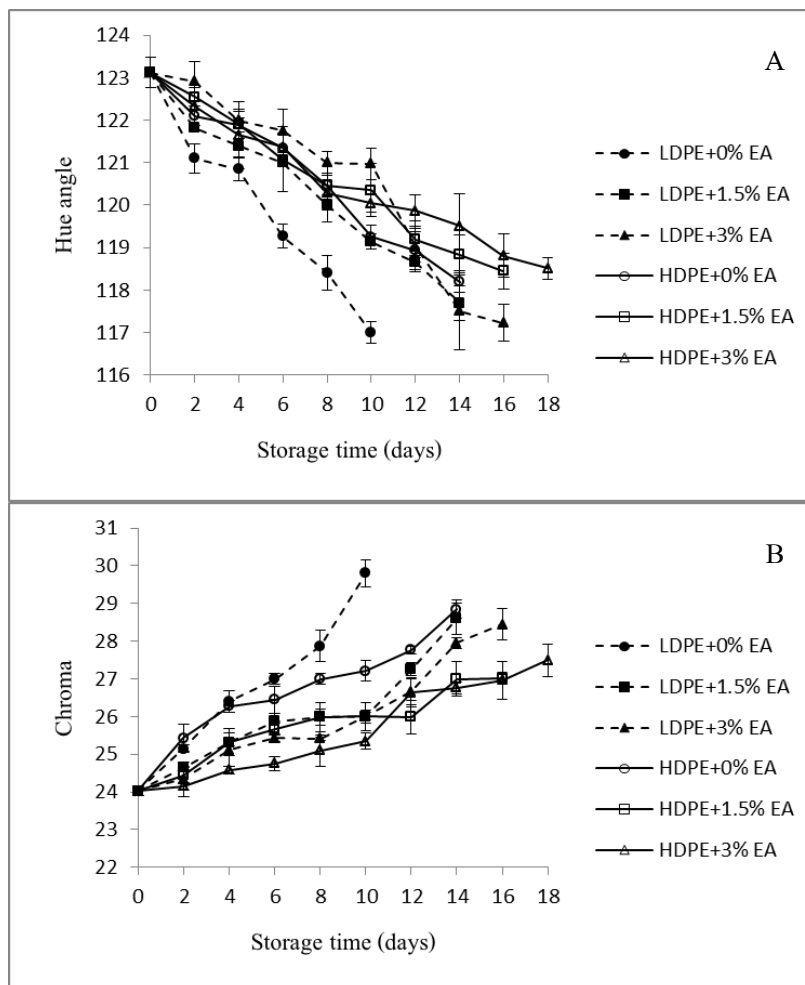 A
124
123
122
121
120
119
118
117
116
Hue angle
0 2 4 6 8 10 12 14 16 18
Storage time (days)
LDPE+0% EA
LDPE+1.5% EA
LDPE+3% EA
HDPE+0% EA
HDPE+1.5% EA
HDPE+3% EA
B
31
30
29
28
27
26
25
24
23
22
Chroma
0 2 4 6 8 10 12 14 16 18
Storage time (days)
LDPE+0% EA
LDPE+1.5% EA
LDPE+3% EA
HDPE+0% EA
HDPE+1.5% EA
HDPE+3% EA